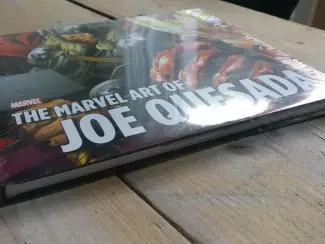 MARVEL
THE MARVEL ART OF
JOE QUESADA